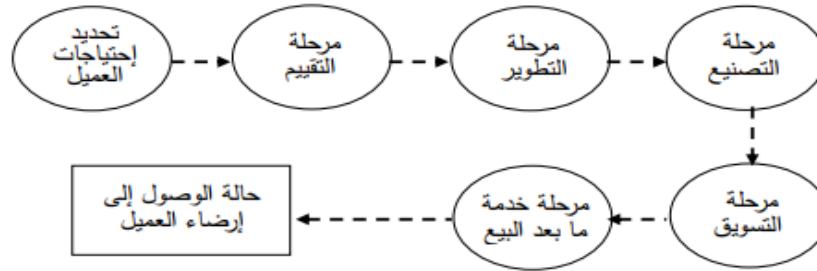 تحديد
إحتياجات
العميل
مرحلة
التقييم
مرحلة
التطوير
مرحلة
التصنيع
مرحلة
التسويق
مرحلة خدمة
ما بعد البيع
حالة الوصول إلى
إرضاء العميل